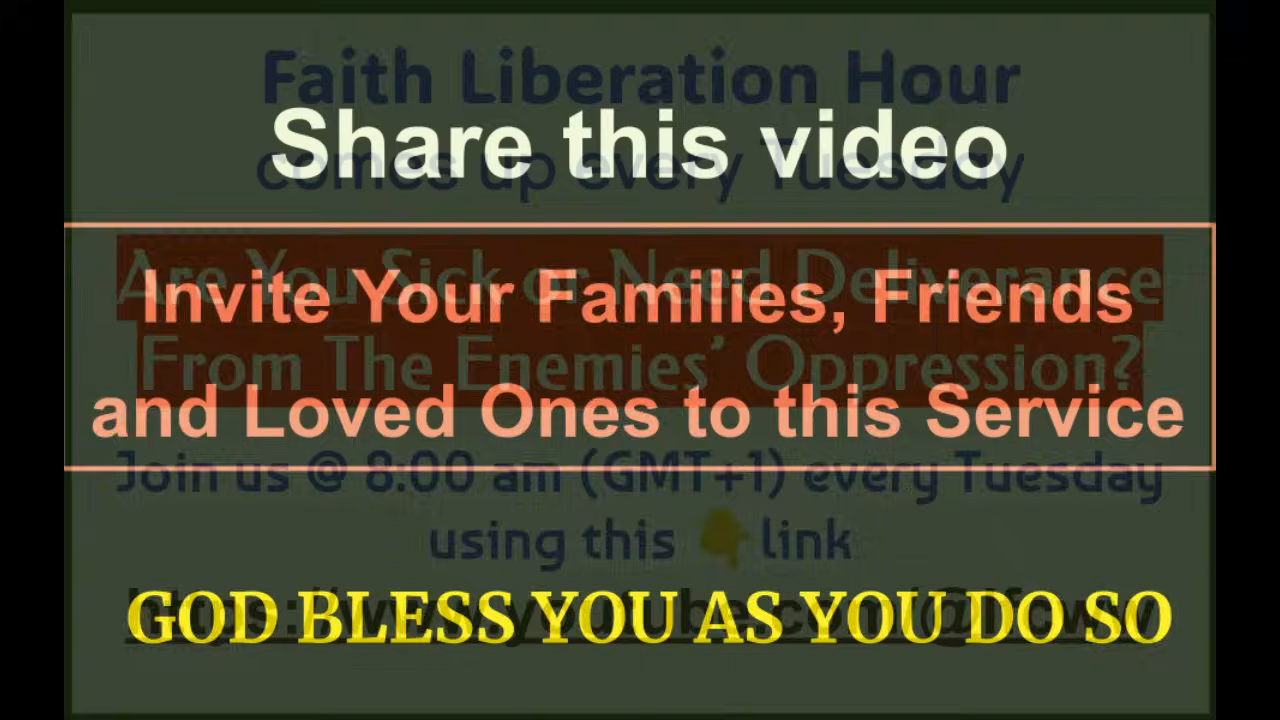 Faith Liberation Hour
Share this video
comes up every Tuesday
Are You Sick or Need Deliverance
Invite Your Families, Friends
From The Enemies’ Oppression?
and Loved Ones to this Service
Join us @ 8:00 am (GMT+1) every Tuesday
using this 👇 link
GOD BLESS YOU AS YOU DO SO